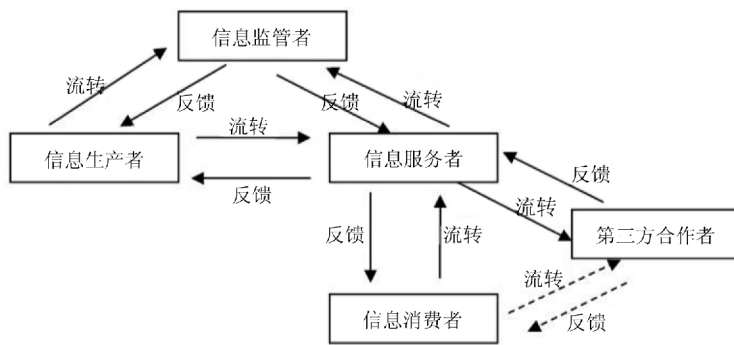 信息监管者
流转
反馈
反馈
流转
流转
信息生产者
信息服务者
反馈
反馈
流转
流转
反馈
第三方合作者
流转
信息消费者
反馈